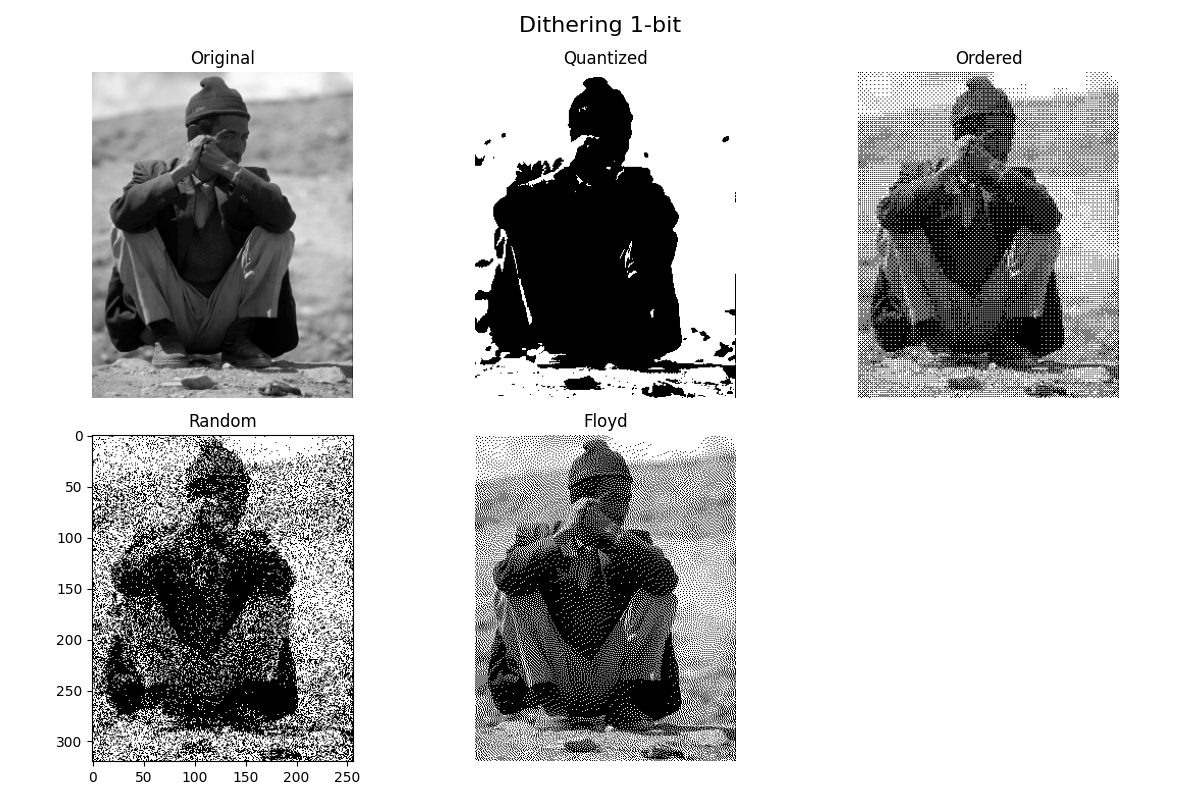 Dithering 1-bit
Original
Quantized
Ordered
Random
Floyd
0
50
100
150
200
250
300
0 50 100 150 200 250